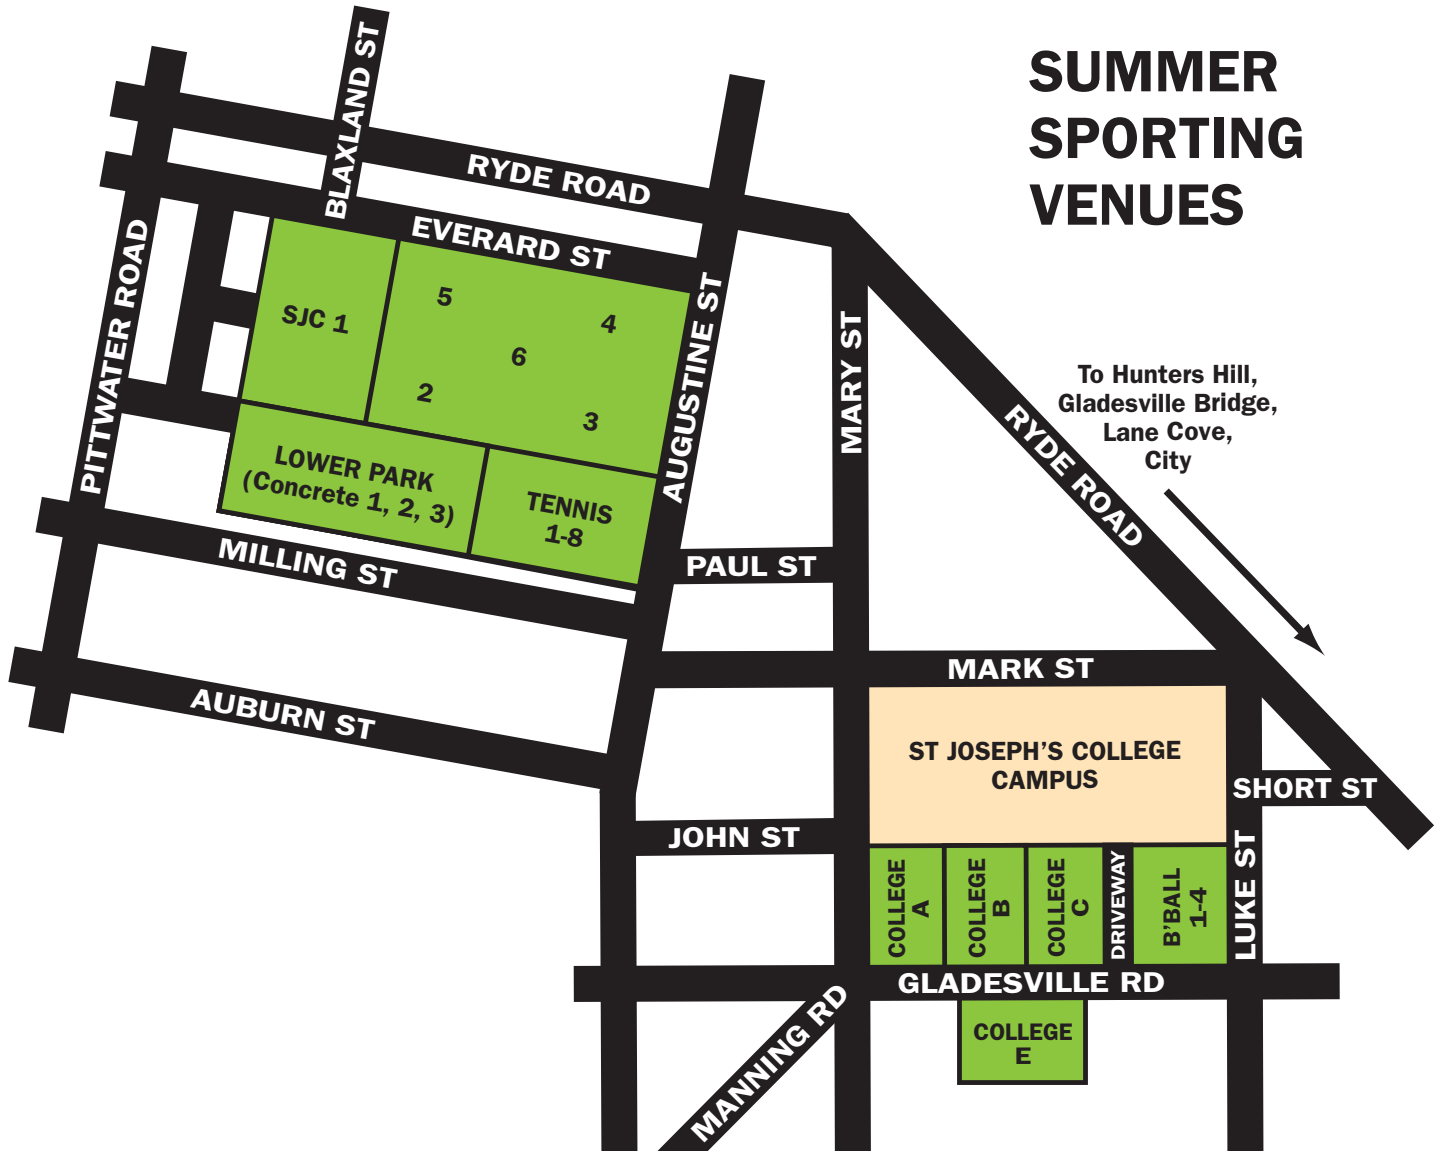 SUMMER
SPORTING
VENUES
BLAXLAND ST
RYDE ROAD
EVERARD ST
PITTWATER ROAD
SJC 1
5
4
6
2
3
AUGUSTINE ST
MARY ST
To Hunters Hill,
Gladesville Bridge,
Lane Cove,
City
RYDE ROAD
LOWER PARK
(Concrete 1, 2, 3)
TENNIS
1-8
MILLING ST
PAUL ST
MARK ST
AUBURN ST
ST JOSEPH'S COLLEGE
CAMPUS
SHORT ST
JOHN ST
COLLEGE
A
COLLEGE
B
COLLEGE
C
DRIVEWAY
B'BALL
1-4
LUKE ST
GLADESVILLE RD
MANNING RD
COLLEGE
E